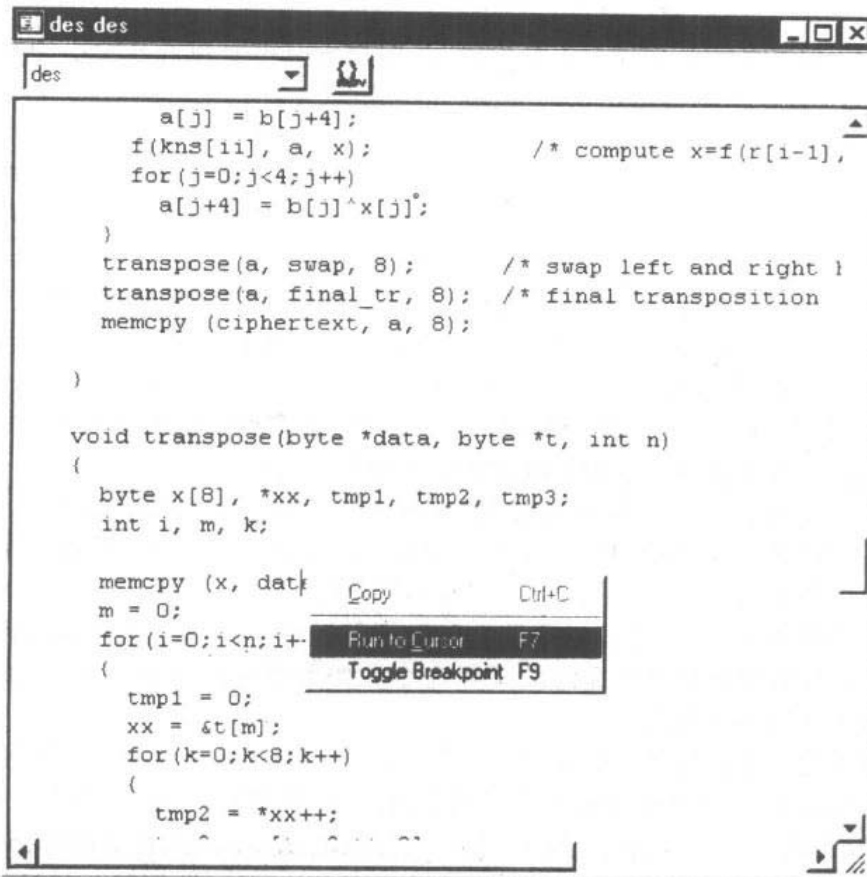 des des
des
a[j] = b[j+4];
f(kns[ii], a, x); /* compute x=f(r[i-1],
for(j=0;j<4;j++)
a[j+4] = b[j]^x[j];
}
transpose(a, swap, 8); /* swap left and right
transpose(a, final_tr, 8); /* final transposition
memcpy (ciphertext, a, 8);
}
void transpose(byte *data, byte *t, int n)
{
byte x[8], *xx, tmp1, tmp2, tmp3;
int i, m, k;
memcpy (x, dat
m = 0;
for(i=0;i<n;i+
{
tmp1 = 0;
xx = &t[m];
for(k=0;k<8;k++)
{
tmp2 = *xx++;
Copy Ctrl+C
Run to Cursor F7
Toggle Breakpoint F9